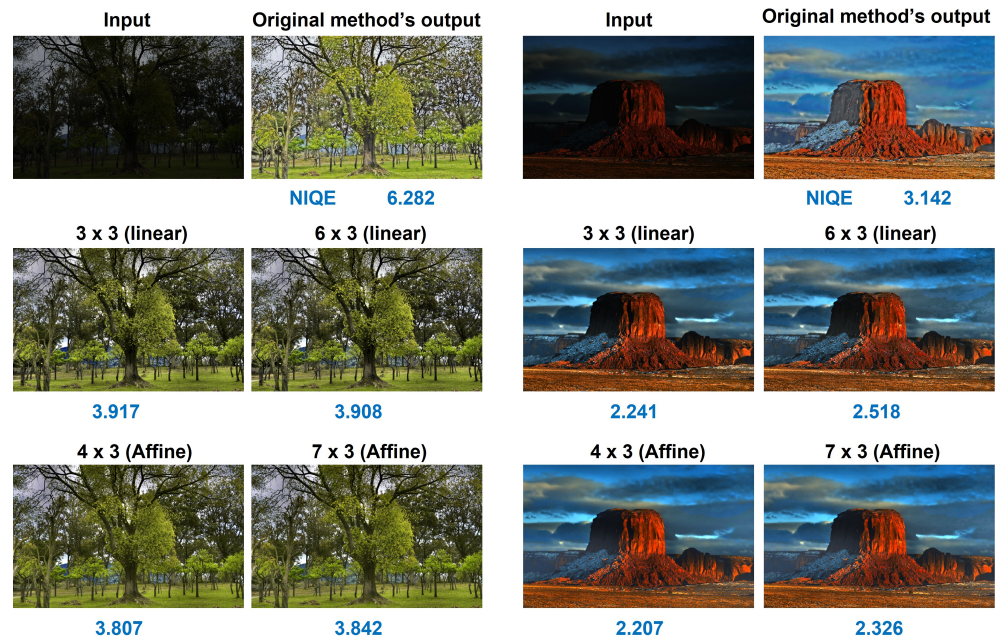 Input Original method's output
NIQE 6.282
3 x 3 (linear) 6 x 3 (linear)
3.917 3.908
4 x 3 (Affine) 7 x 3 (Affine)
3.807 3.842
Input Original method's output
NIQE 3.142
3 x 3 (linear) 6 x 3 (linear)
2.241 2.518
4 x 3 (Affine) 7 x 3 (Affine)
2.207 2.326